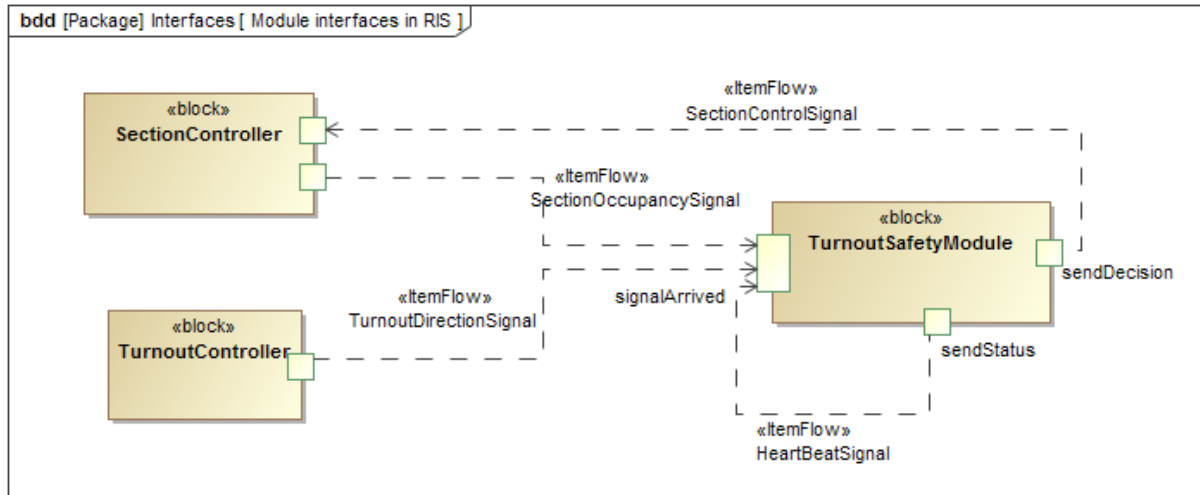 bdd [Package] Interfaces [ Module interfaces in RIS ]
«block»
SectionController
«ItemFlow»
SectionControlSignal
«ItemFlow»
SectionOccupancySignal
«block»
TurnoutSafetyModule
sendDecision
signalArrived
«ItemFlow»
TurnoutDirectionSignal
«block»
TurnoutController
sendStatus
«ItemFlow»
HeartBeatSignal